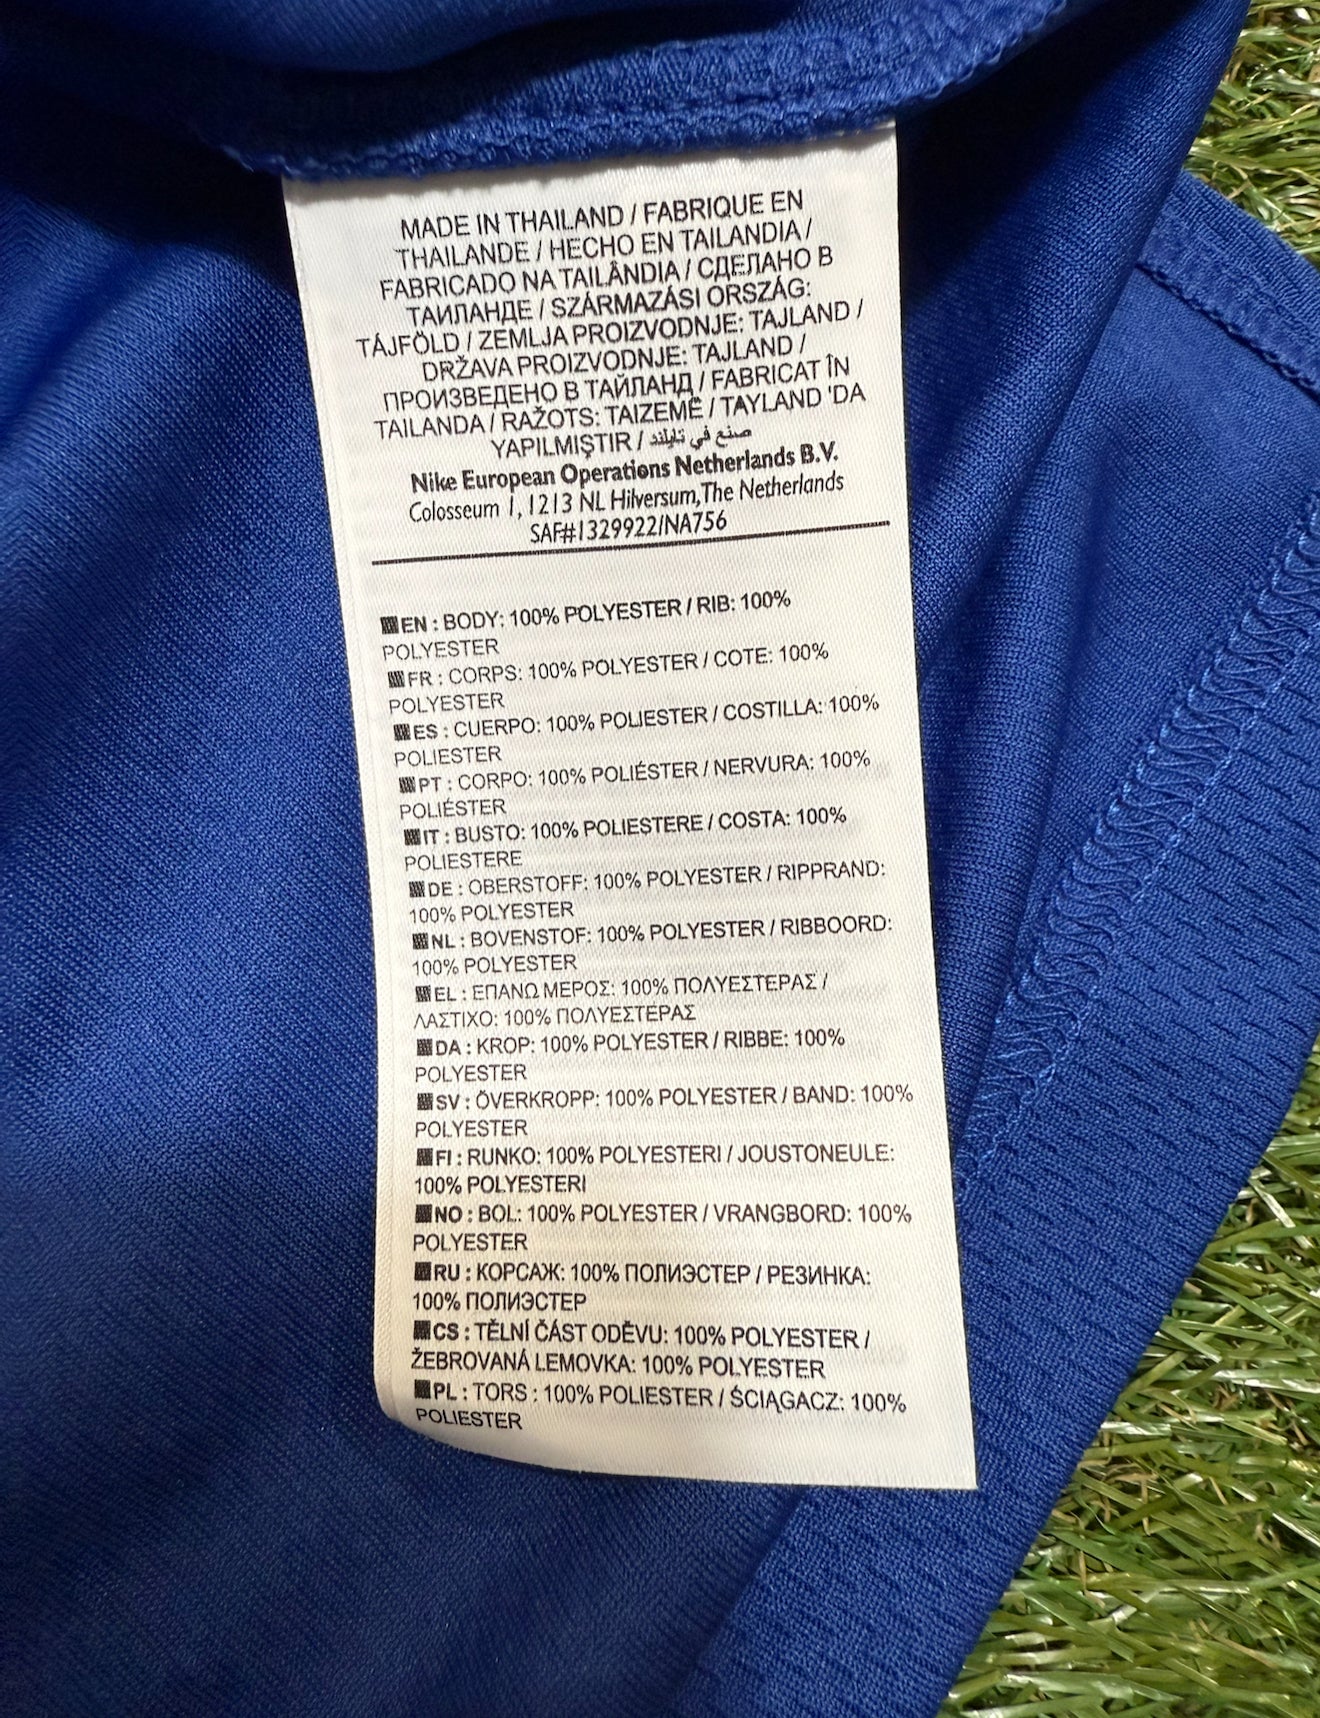 MADE IN THAILAND / FABRIQUE EN
THAILANDE / HECHO EN TAILANDIA /
FABRICADO NA TAILÂNDIA / СДЕЛАНО В
ТАИЛАНДЕ / SZÁRMAZÁSI ORSZÁG:
TÁJFÖLD / ZEMLJA PROIZVODNJE: TAJLAND /
DRŽAVA PROIZVODNJE: TAJLAND /
ПРОИЗВЕДЕНО В ТАЙЛАНД / FABRICAT ÎN
TAILANDA / RAŽOTS: TAIZEMĒ / TAYLAND 'DA
YAPILMIŞTIR / صنع في تايلند
Nike European Operations Netherlands B.V.
Colosseum 1, 1213 NL Hilversum, The Netherlands
SAF#1329922/NA756
EN : BODY: 100% POLYESTER / RIB: 100%
POLYESTER
FR : CORPS: 100% POLYESTER / COTE: 100%
POLYESTER
ES : CUERPO: 100% POLIESTER / COSTILLA: 100%
POLIESTER
PT : CORPO: 100% POLIÉSTER / NERVURA: 100%
POLIÉSTER
IT : BUSTO: 100% POLIESTERE / COSTA: 100%
POLIESTERE
DE : OBERSTOFF: 100% POLYESTER / RIPPRAND:
100% POLYESTER
NL : BOVENSTOF: 100% POLYESTER / RIBBOORD:
100% POLYESTER
EL : ΕΠΑΝΩ ΜΕΡΟΣ: 100% ΠΟΛΥΕΣΤΕΡΑΣ /
ΛΑΣΤΙΧΟ: 100% ΠΟΛΥΕΣΤΕΡΑΣ
DA : KROP: 100% POLYESTER / RIBBE: 100%
POLYESTER
SV : ÖVERKROPP: 100% POLYESTER / BAND: 100%
POLYESTER
FI : RUNKO: 100% POLYESTERI / JOUSTONEULE:
100% POLYESTERI
NO : BOL: 100% POLYESTER / VRANGBORD: 100%
POLYESTER
RU : КОРСАЖ: 100% ПОЛИЭСТЕР / РЕЗИНКА:
100% ПОЛИЭСТЕР
CS : TĚLNÍ ČÁST ODĚVU: 100% POLYESTER /
ŽEBROVANÁ LEMOVKA: 100% POLYESTER
PL : TORS : 100% POLIESTER / ŚCIĄGACZ: 100%
POLIESTER